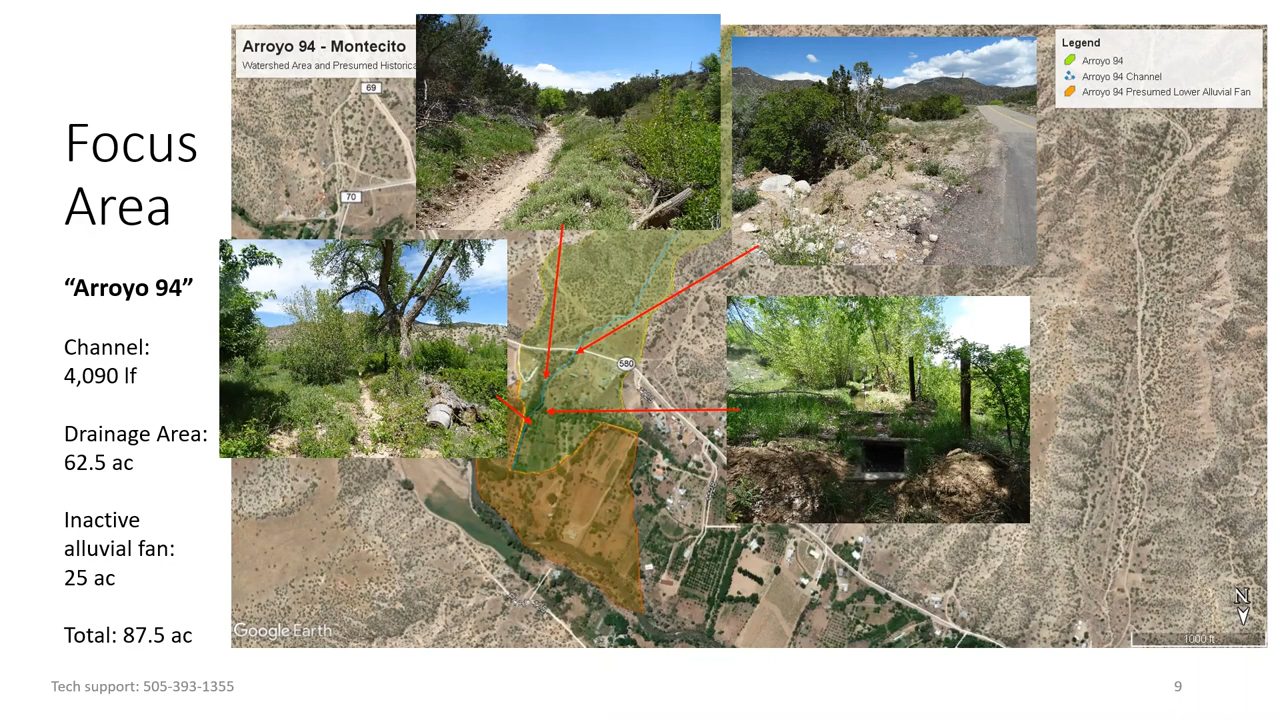 Focus
Area
“Arroyo 94”
Channel:
4,090 lf
Drainage Area:
62.5 ac
Inactive
alluvial fan:
25 ac
Total: 87.5 ac
Arroyo 94 - Montecito
Watershed Area and Presumed Historica
69
70
580
Legend
Arroyo 94
Arroyo 94 Channel
Arroyo 94 Presumed Lower Alluvial Fan
Google Earth
N
1000 ft
Tech support: 505-393-1355
9